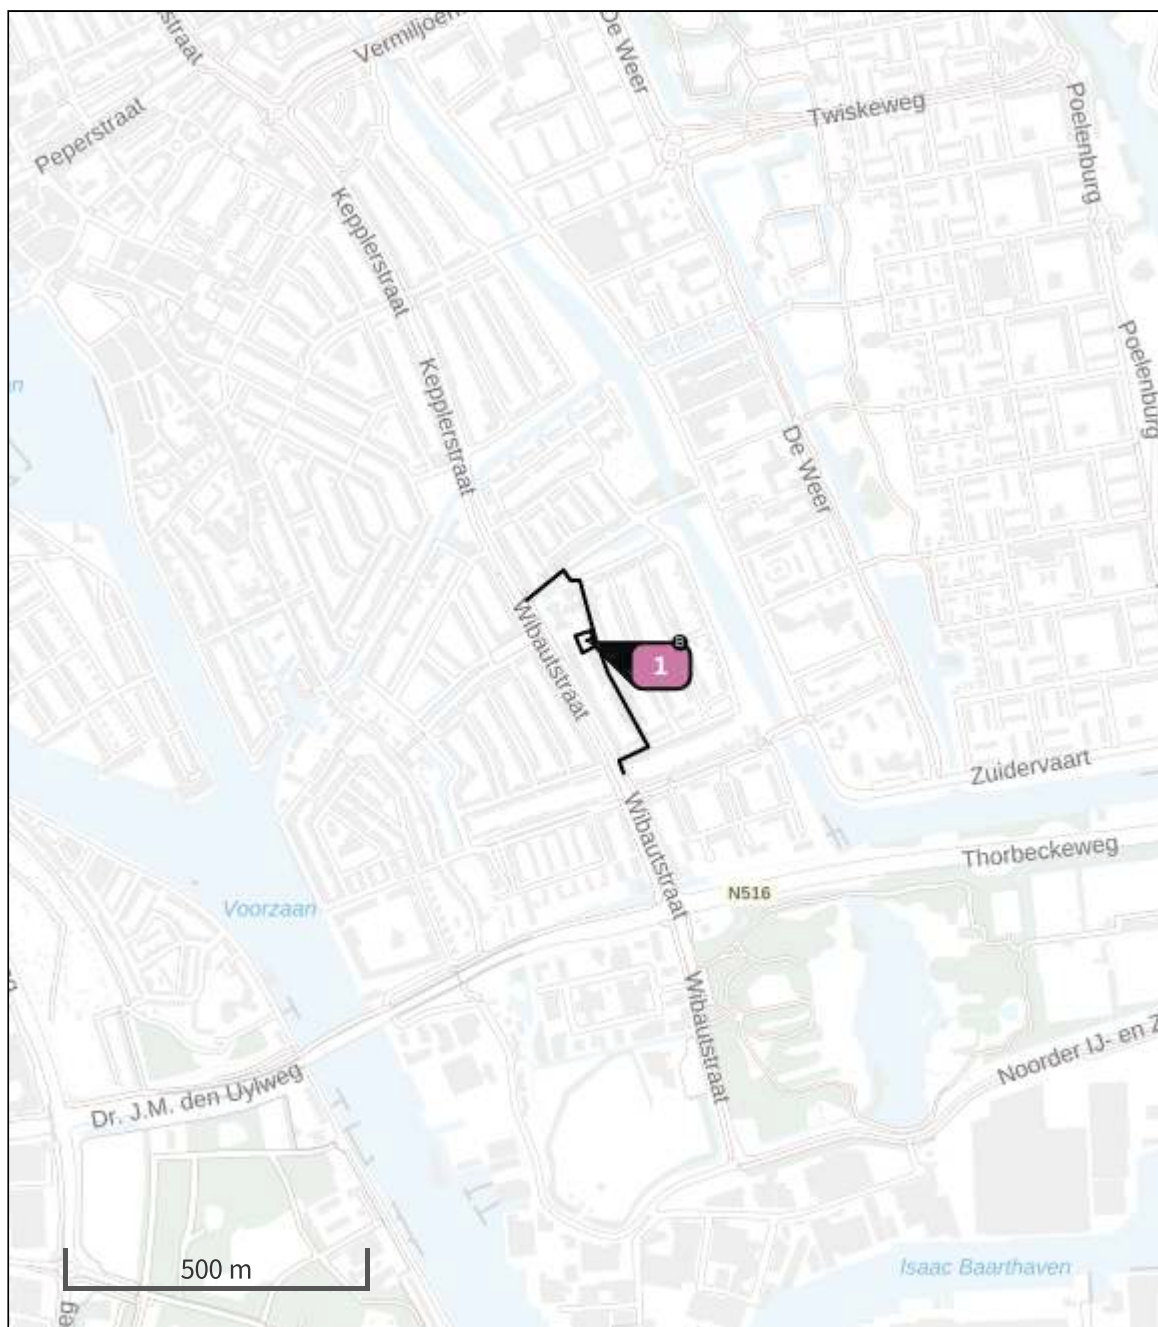 straat
Vermiljoen
De Weer
Twiskeweg
Peperstraat
Poelenburg
Kepplerstraat
Poelenburg
Kepplerstraat
De Weer
Wibautstraat
B
1
Zuidervaart
Wibautstraat
Thorbeckeweg
N516
Voorzaan
Wibautstraat
Noorder IJ- en Z
Dr. J.M. den Uylweg
500 m
Isaac Baarthaven